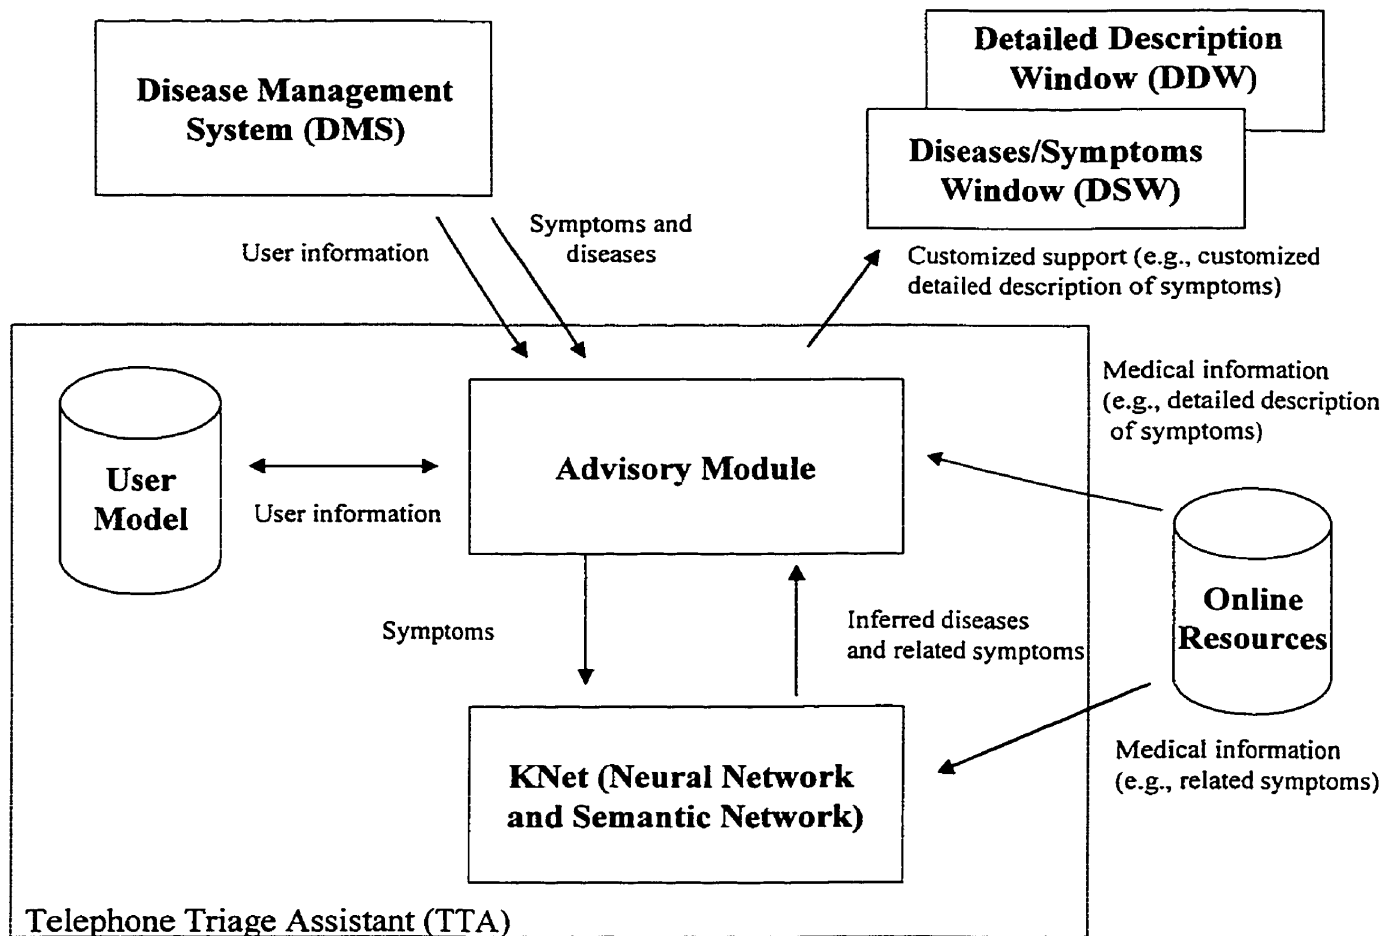 Disease Management
System (DMS)
Detailed Description
Window (DDW)
Diseases/Symptoms
Window (DSW)
User information
Symptoms and
diseases
Customized support (e.g., customized
detailed description of symptoms)
Medical information
(e.g., detailed description
of symptoms)
User
Model
User information
Advisory Module
Online
Resources
Symptoms
Inferred diseases
and related symptoms
KNet (Neural Network
and Semantic Network)
Medical information
(e.g., related symptoms)
Telephone Triage Assistant (TTA)